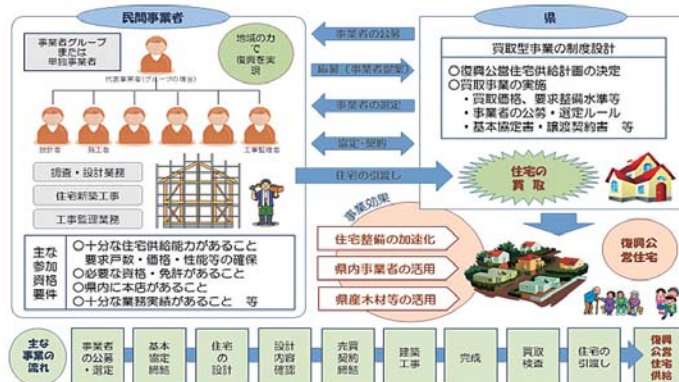 民間事業者
事業者グループ
または
単独事業者
代表事業者(グループの場合)
地域の力
で
復興を実
現
設計者
施工者
工事監理者
調査・設計業務
住宅新築工事
工事監理業務
主な
参加
資格
要件
○十分な住宅供給能力があること
要求戸数・価格・性能等の確保
○必要な資格・免許があること
○県内に本店があること
○十分な業務実績があること 等
事業者の公募
応募(事業者提案)
事業者の選定
協定・契約
住宅の引渡し
県
買取型事業の制度設計
○復興公営住宅供給計画の決定
○買取事業の実施
・買取価格、要求整備水準等
・事業者の公募・選定ルール
・基本協定書・譲渡契約書 等
住宅の
買 取
事業効果
住宅整備の加速化
県内事業者の活用
県産木材等の活用
復興公
営住宅
主な
事業の
流れ
事業者
の公募
・選定
基本
協定
締結
住宅
の
設計
設計
内容
確認
売買
契約
締結
建築
工事
完成
買取
検査
住宅の
引渡し
復興
公営
住宅
供給